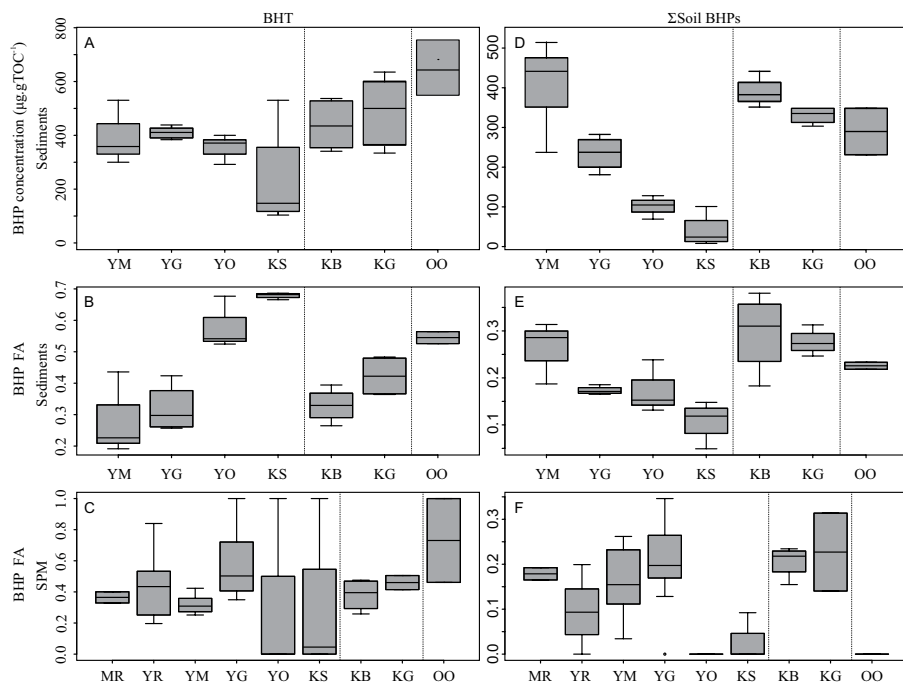 BHT
ΣSoil BHPs
BHP concentration (µg.gTOC⁻¹)
Sediments
A
0 200 400 600 800
YM YG YO KS KB KG OO
D
0 100 200 300 400 500
YM YG YO KS KB KG OO
BHP FA
Sediments
B
0.2 0.3 0.4 0.5 0.6 0.7
YM YG YO KS KB KG OO
E
0.1 0.2 0.3
YM YG YO KS KB KG OO
BHP FA
SPM
C
0.0 0.2 0.4 0.6 0.8 1.0
MR YR YM YG YO KS KB KG OO
F
0.0 0.1 0.2 0.3
MR YR YM YG YO KS KB KG OO